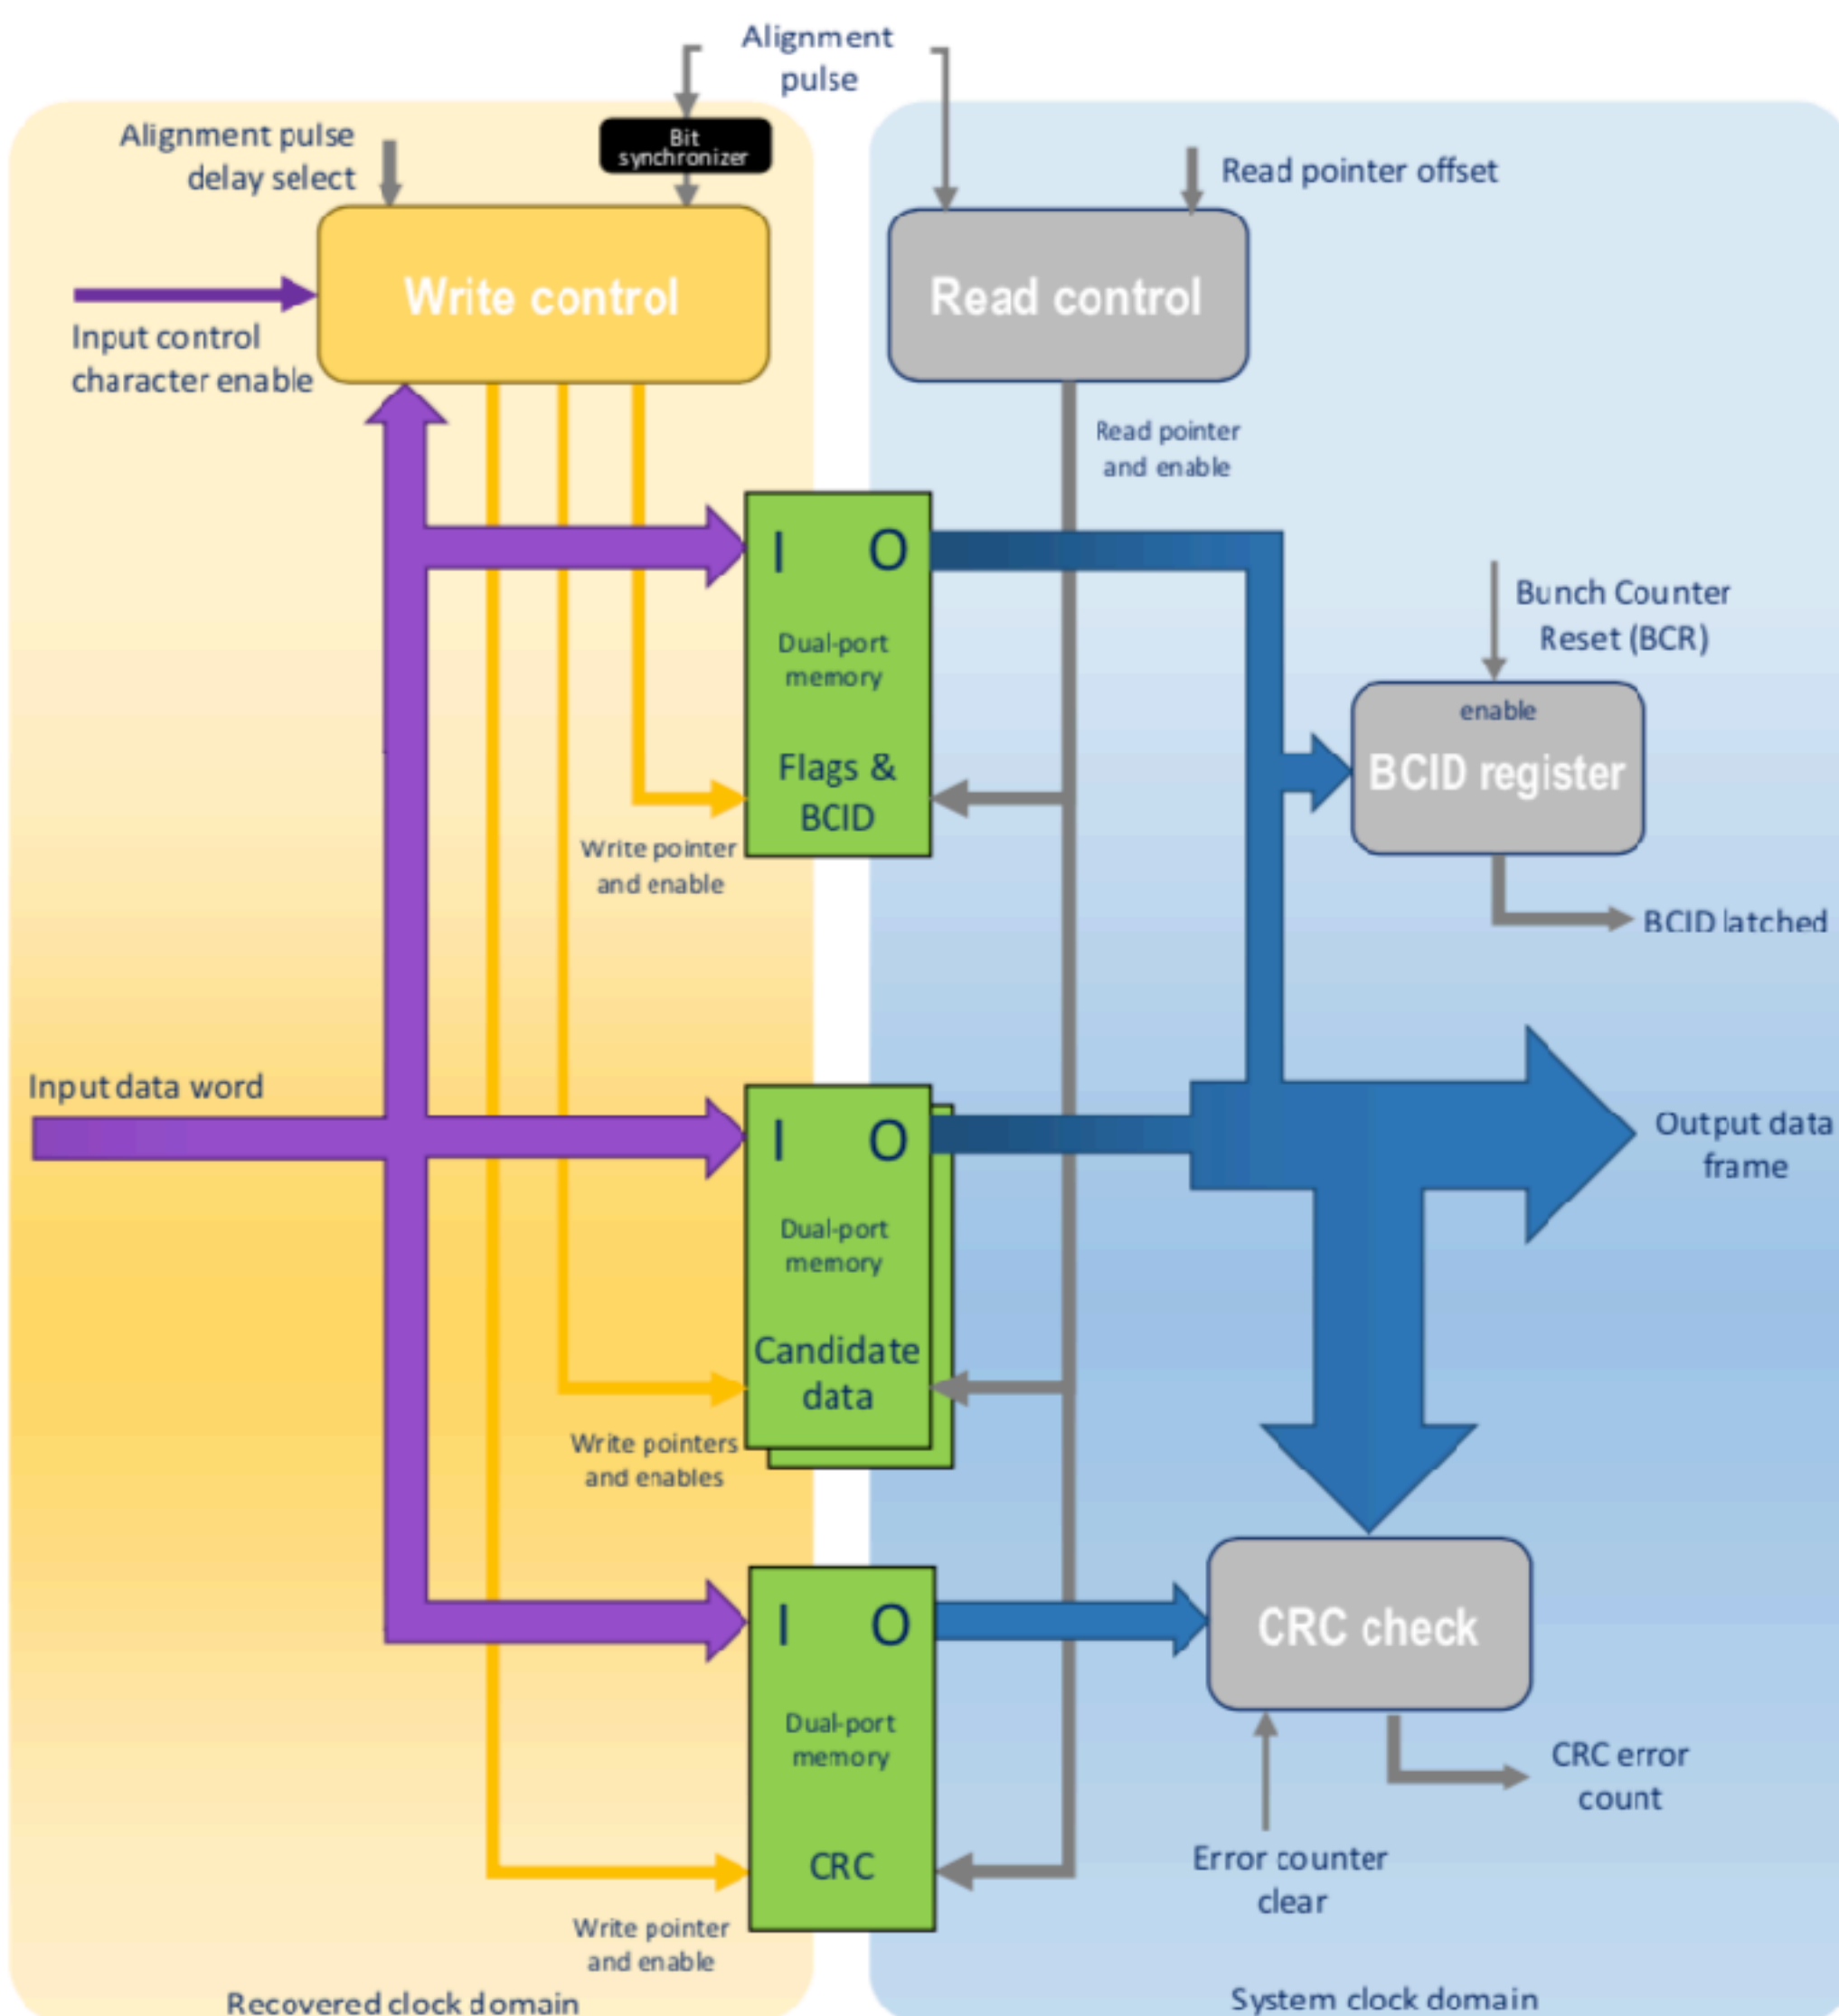 Alignment
pulse
Alignment pulse
delay select
Bit
synchronizer
Read pointer offset
Write control
Read control
Input control
character enable
Read pointer
and enable
I O
Dual-port
memory
Flags &
BCID
Bunch Counter
Reset (BCR)
enable
BCID register
Write pointer
and enable
BCID latched
Input data word
I O
Dual-port
memory
Candidate
data
Output data
frame
Write pointers
and enables
I O
Dual-port
memory
CRC
CRC check
CRC error
count
Error counter
clear
Write pointer
and enable
Recovered clock domain
System clock domain